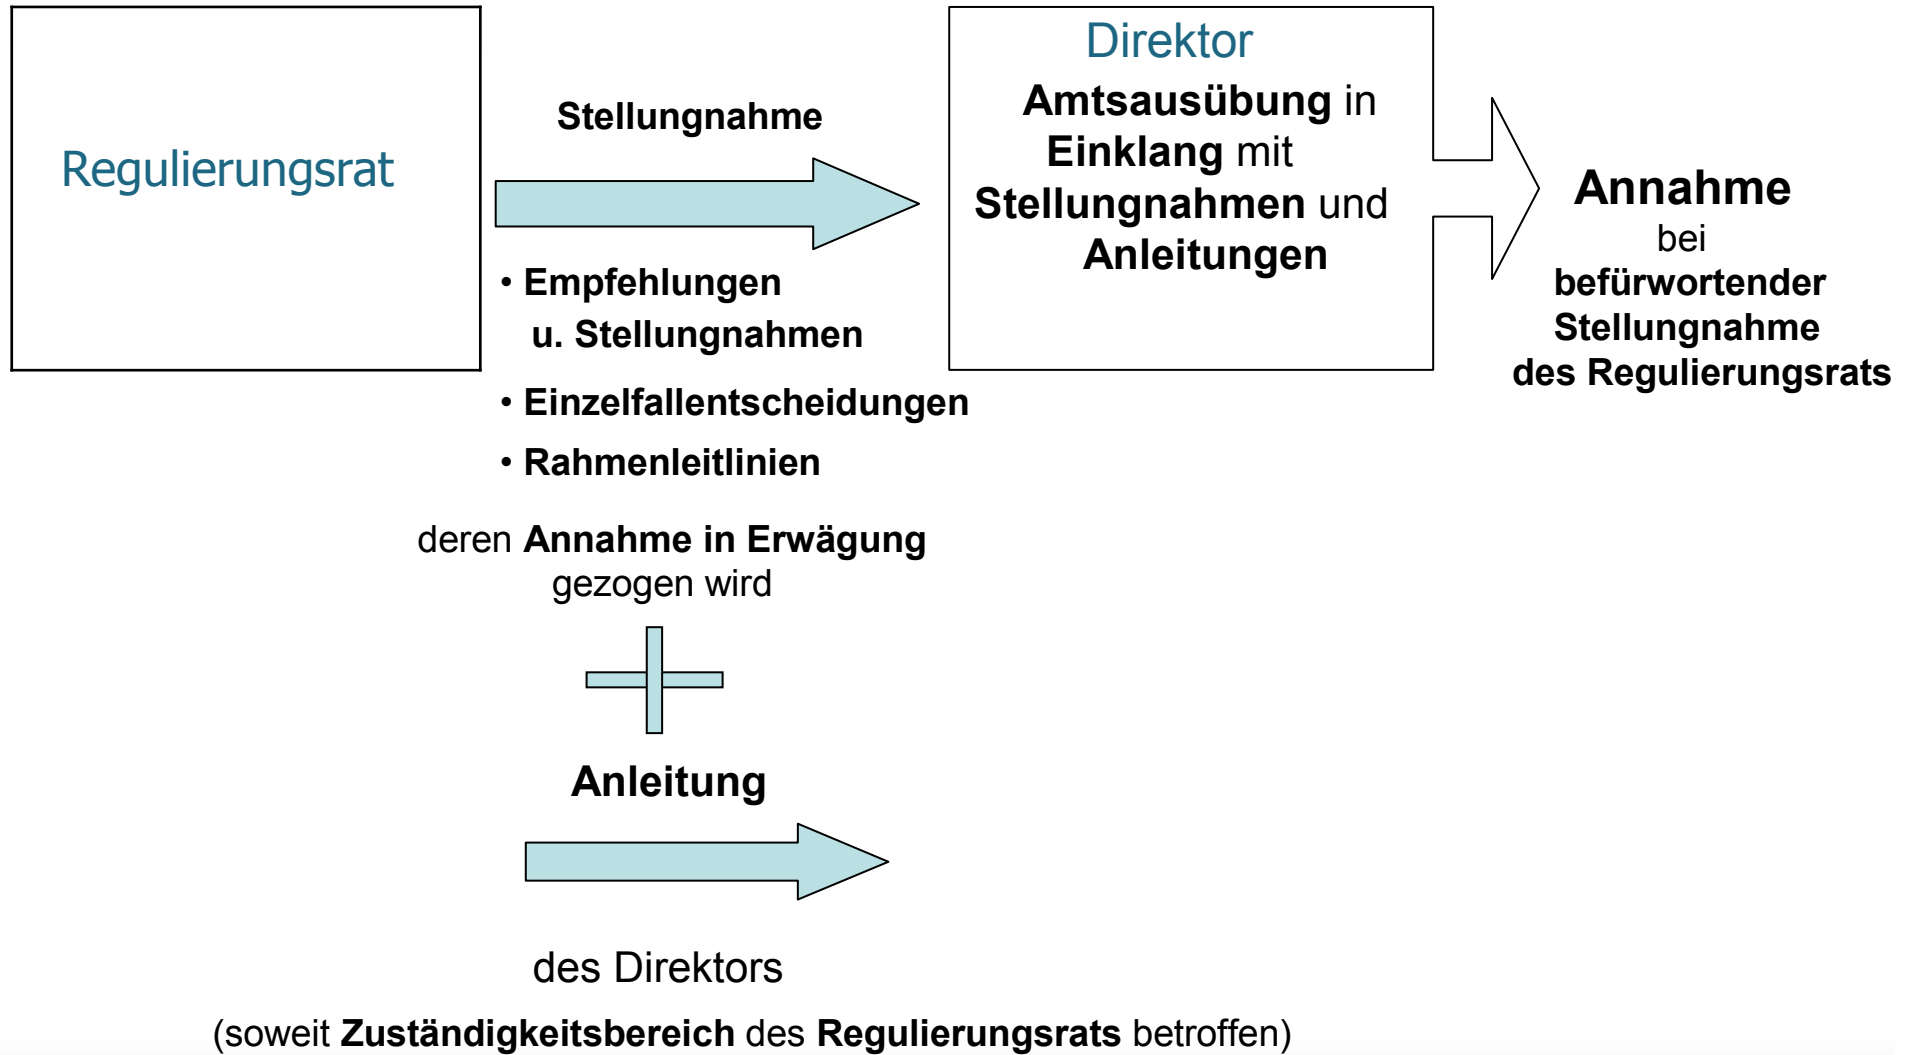 Regulierungsrat
Stellungnahme
• Empfehlungen
u. Stellungnahmen
• Einzelfallentscheidungen
• Rahmenleitlinien
deren Annahme in Erwägung
gezogen wird
Anleitung
des Direktors
(soweit Zuständigkeitsbereich des Regulierungsrats betroffen)
Direktor
Amtsausübung in
Einklang mit
Stellungnahmen und
Anleitungen
Annahme
bei
befürwortender
Stellungnahme
des Regulierungsrats